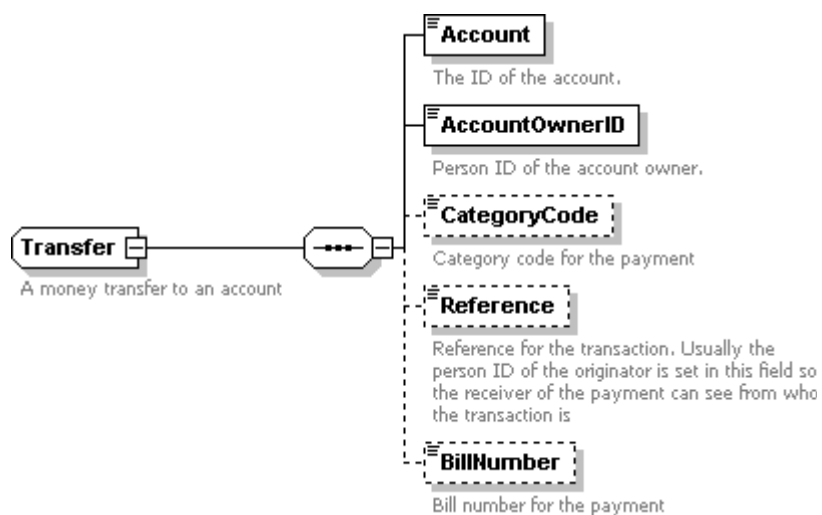 Account
The ID of the account.
AccountOwnerID
Person ID of the account owner.
CategoryCode
Category code for the payment
Transfer
A money transfer to an account
Reference
Reference for the transaction. Usually the
person ID of the originator is set in this field so
the receiver of the payment can see from who
the transaction is
BillNumber
Bill number for the payment